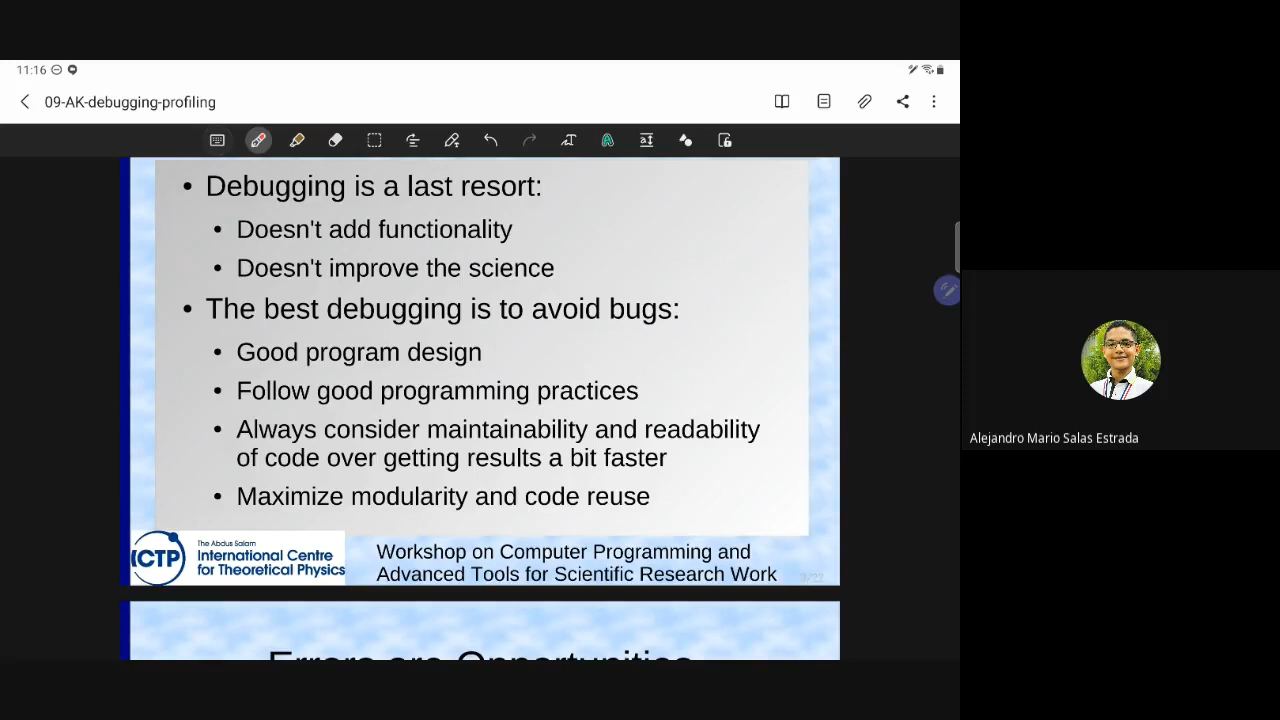 11:16
09-AK-debugging-profiling
• Debugging is a last resort:
• Doesn't add functionality
• Doesn't improve the science
• The best debugging is to avoid bugs:
• Good program design
• Follow good programming practices
• Always consider maintainability and readability
of code over getting results a bit faster
• Maximize modularity and code reuse
ICTP
The Abdus Salam
International Centre
for Theoretical Physics
Workshop on Computer Programming and
Advanced Tools for Scientific Research Work
Errors are Opportunities
Alejandro Mario Salas Estrada